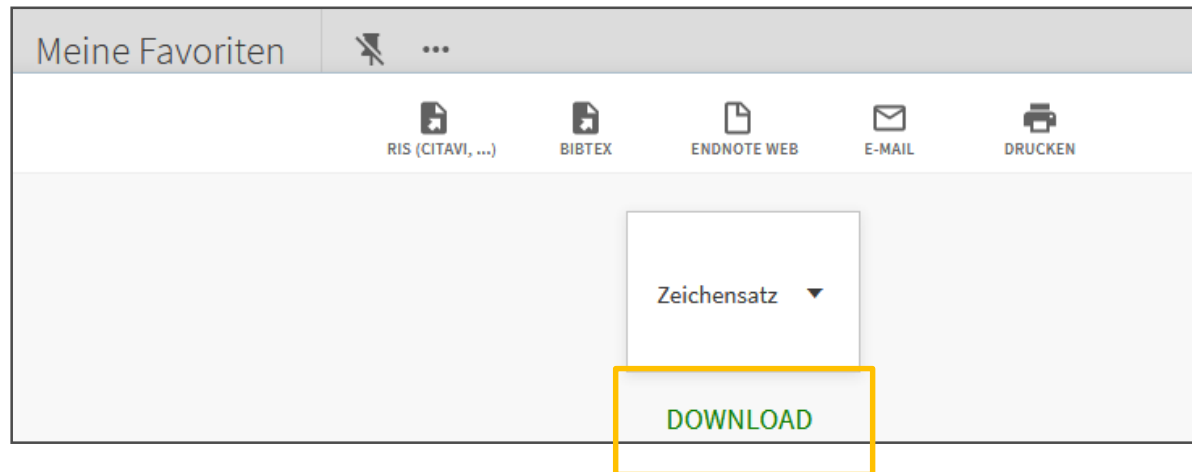 Meine Favoriten
RIS (CITAVI, ...) BIBTEX ENDNOTE WEB E-MAIL DRUCKEN
Zeichensatz
DOWNLOAD